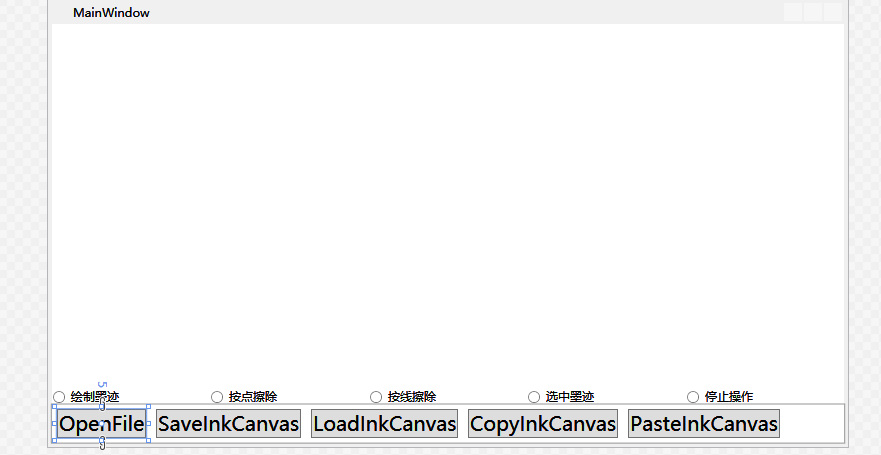 MainWindow
绘制墨迹 按点擦除 按线擦除 选中墨迹 停止操作
OpenFile SaveInkCanvas LoadInkCanvas CopyInkCanvas PasteInkCanvas